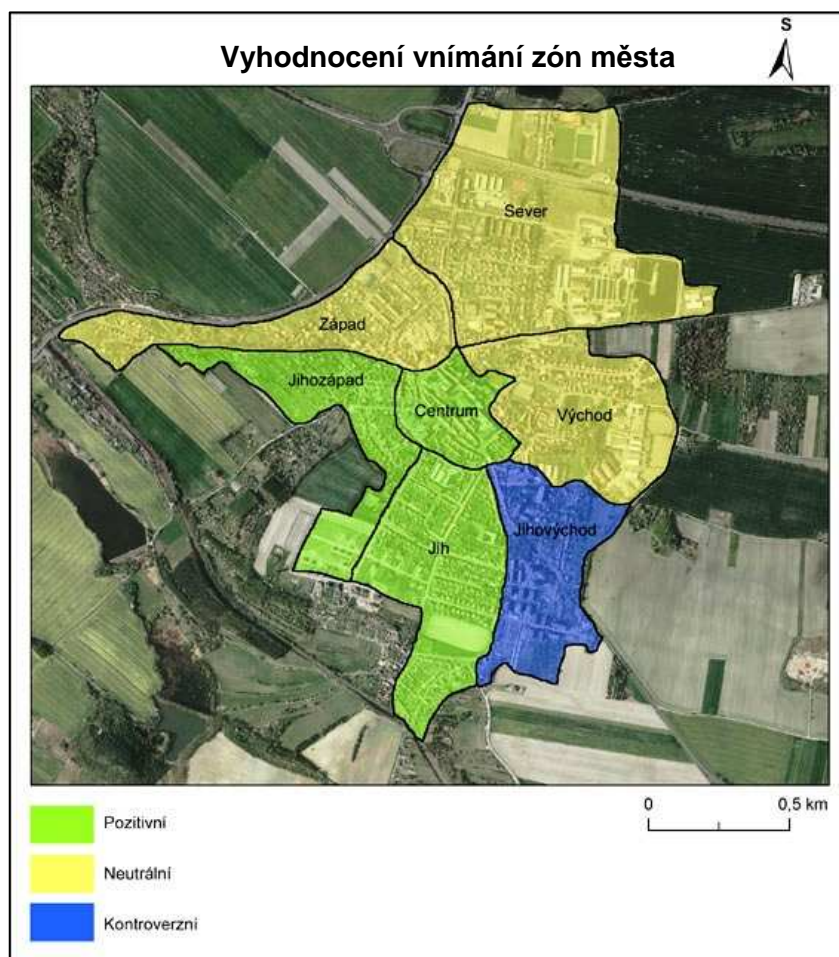 S
Vyhodnocení vnímání zón města
Sever
Západ
Jihozápad
Centrum
Východ
Jihovýchod
Jih
0 0,5 km
Pozitivní
Neutrální
Kontroverzní